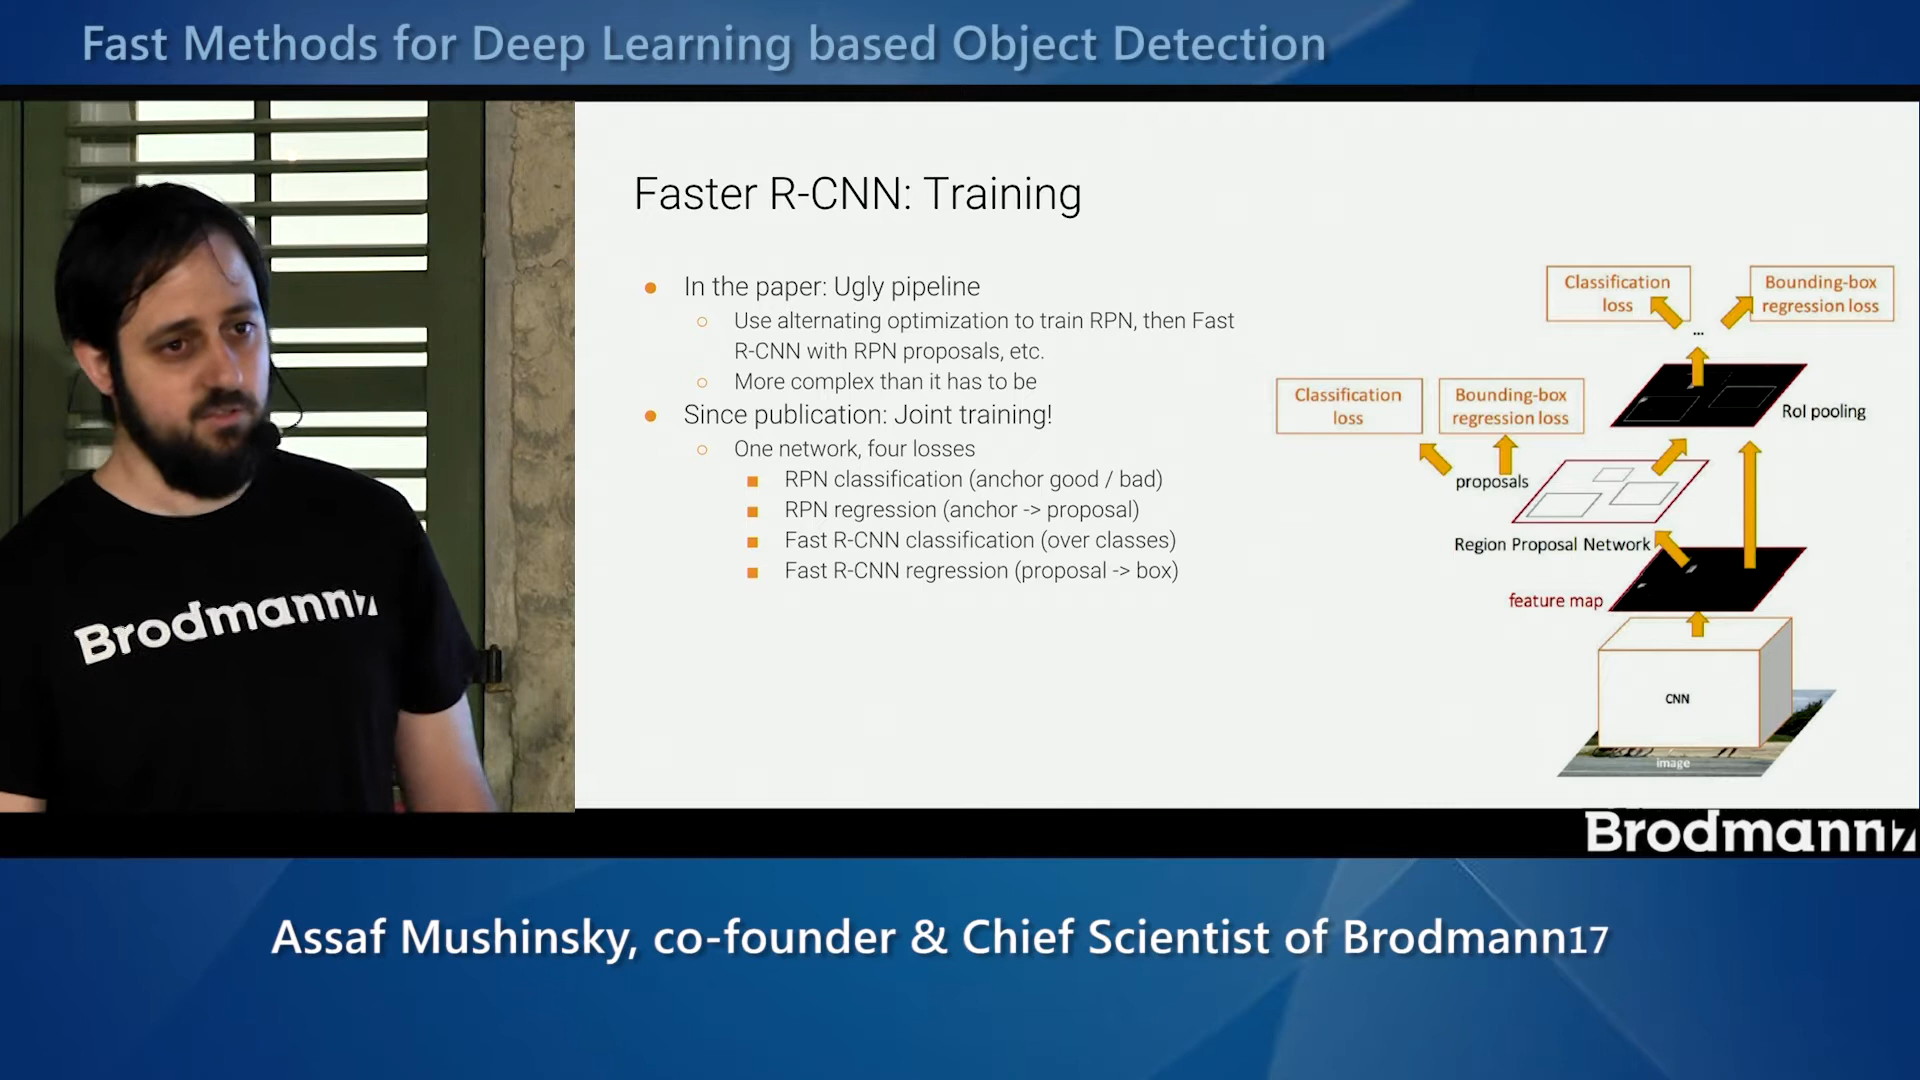 Fast Methods for Deep Learning based Object Detection
Brodmann17
Faster R-CNN: Training
In the paper: Ugly pipeline
Use alternating optimization to train RPN, then Fast
R-CNN with RPN proposals, etc.
More complex than it has to be
Since publication: Joint training!
One network, four losses
RPN classification (anchor good / bad)
RPN regression (anchor -> proposal)
Fast R-CNN classification (over classes)
Fast R-CNN regression (proposal -> box)
Classification
loss
Bounding-box
regression loss
...
Classification
loss
Bounding-box
regression loss
RoI pooling
proposals
Region Proposal Network
feature map
CNN
image
Brodmann17
Assaf Mushinsky, co-founder & Chief Scientist of Brodmann17